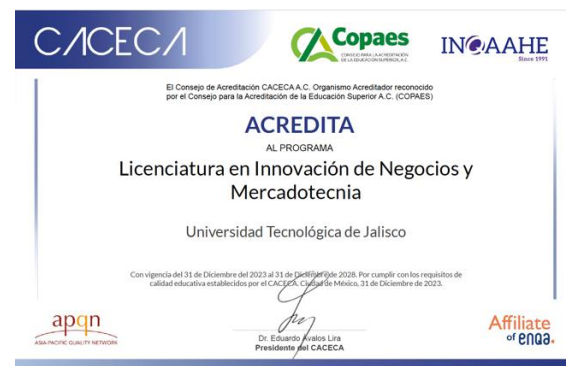 CACECA
Copaes
CONSEJO PARA LA ACREDITACIÓN
DE LA EDUCACIÓN SUPERIOR, A.C.
INQAAHE
Since 1991
El Consejo de Acreditación CACECA A.C. Organismo Acreditador reconocido
por el Consejo para la Acreditación de la Educación Superior A.C. (COPAES)
ACREDITA
AL PROGRAMA
Licenciatura en Innovación de Negocios y
Mercadotecnia
Universidad Tecnológica de Jalisco
Con vigencia del 31 de Diciembre del 2023 al 31 de Diciembre de 2028. Por cumplir con los requisitos de
calidad educativa establecidos por el CACECA. Ciudad de México, 31 de Diciembre de 2023.
apqn
ASIA-PACIFIC QUALITY NETWORK
Dr. Eduardo Ávalos Lira
Presidente del CACECA
Affiliate
of enqa.